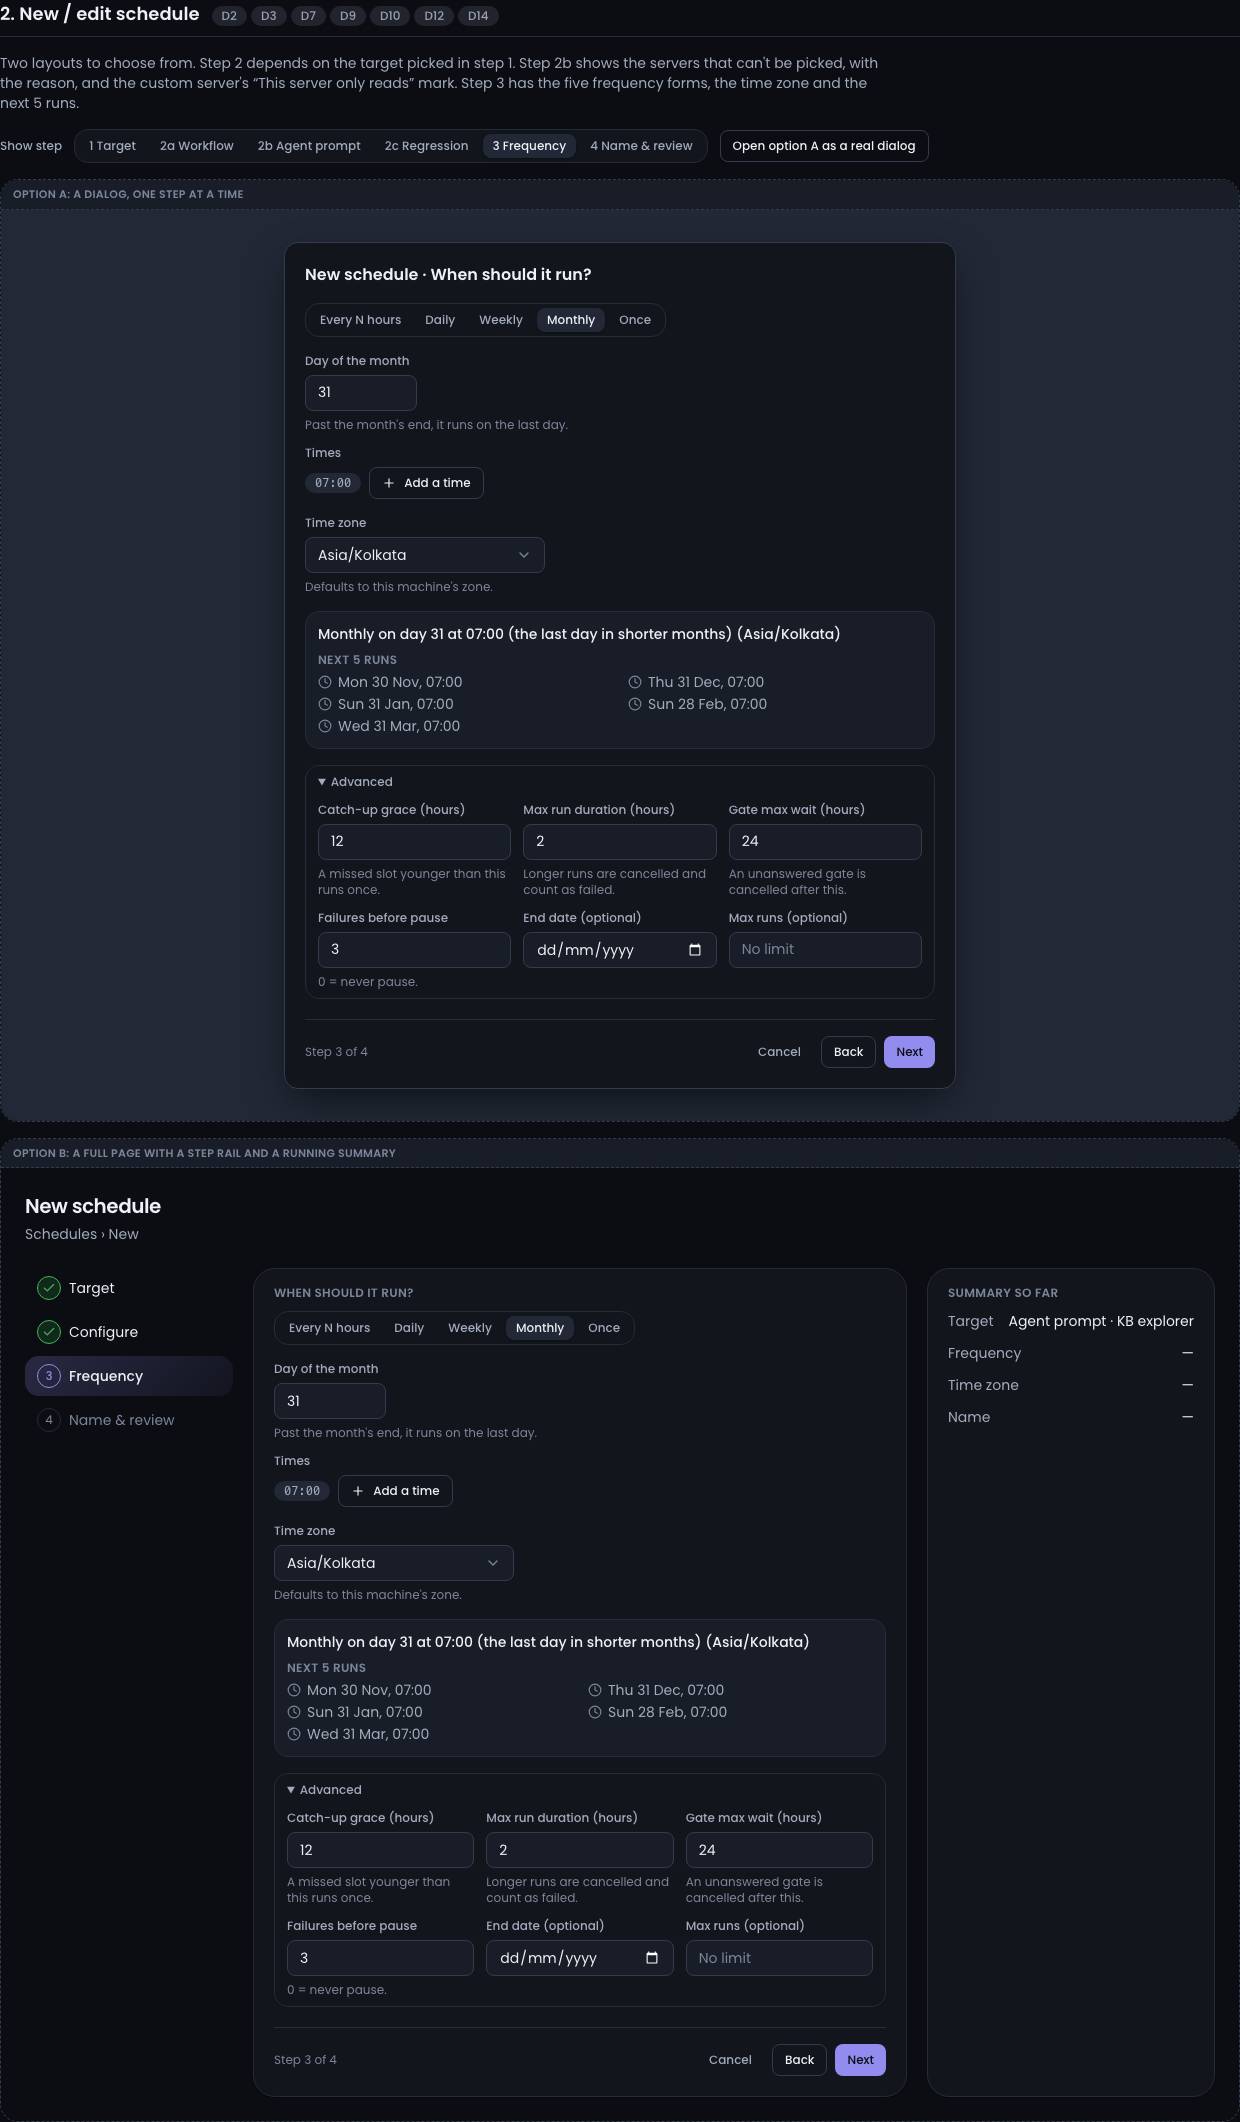 2. New / edit schedule D2 D3 D7 D9 D10 D12 D14
Two layouts to choose from. Step 2 depends on the target picked in step 1. Step 2b shows the servers that can't be picked, with
the reason, and the custom server's “This server only reads” mark. Step 3 has the five frequency forms, the time zone and the
next 5 runs.
Show step 1 Target 2a Workflow 2b Agent prompt 2c Regression 3 Frequency 4 Name & review Open option A as a real dialog
OPTION A: A DIALOG, ONE STEP AT A TIME
New schedule · When should it run?
Every N hours Daily Weekly Monthly Once
Day of the month
31
Past the month's end, it runs on the last day.
Times
07:00 + Add a time
Time zone
Asia/Kolkata
Defaults to this machine's zone.
Monthly on day 31 at 07:00 (the last day in shorter months) (Asia/Kolkata)
NEXT 5 RUNS
Mon 30 Nov, 07:00 Thu 31 Dec, 07:00
Sun 31 Jan, 07:00 Sun 28 Feb, 07:00
Wed 31 Mar, 07:00
▼ Advanced
Catch-up grace (hours) Max run duration (hours) Gate max wait (hours)
12 2 24
A missed slot younger than this Longer runs are cancelled and An unanswered gate is
runs once. count as failed. cancelled after this.
Failures before pause End date (optional) Max runs (optional)
3 dd/mm/yyyy No limit
0 = never pause.
Step 3 of 4 Cancel Back Next
OPTION B: A FULL PAGE WITH A STEP RAIL AND A RUNNING SUMMARY
New schedule
Schedules › New
Target
Configure
3 Frequency
4 Name & review
WHEN SHOULD IT RUN?
Every N hours Daily Weekly Monthly Once
Day of the month
31
Past the month's end, it runs on the last day.
Times
07:00 + Add a time
Time zone
Asia/Kolkata
Defaults to this machine's zone.
Monthly on day 31 at 07:00 (the last day in shorter months) (Asia/Kolkata)
NEXT 5 RUNS
Mon 30 Nov, 07:00 Thu 31 Dec, 07:00
Sun 31 Jan, 07:00 Sun 28 Feb, 07:00
Wed 31 Mar, 07:00
▼ Advanced
Catch-up grace (hours) Max run duration (hours) Gate max wait (hours)
12 2 24
A missed slot younger than Longer runs are cancelled and An unanswered gate is
this runs once. count as failed. cancelled after this.
Failures before pause End date (optional) Max runs (optional)
3 dd/mm/yyyy No limit
0 = never pause.
Step 3 of 4 Cancel Back Next
SUMMARY SO FAR
Target Agent prompt · KB explorer
Frequency —
Time zone —
Name —